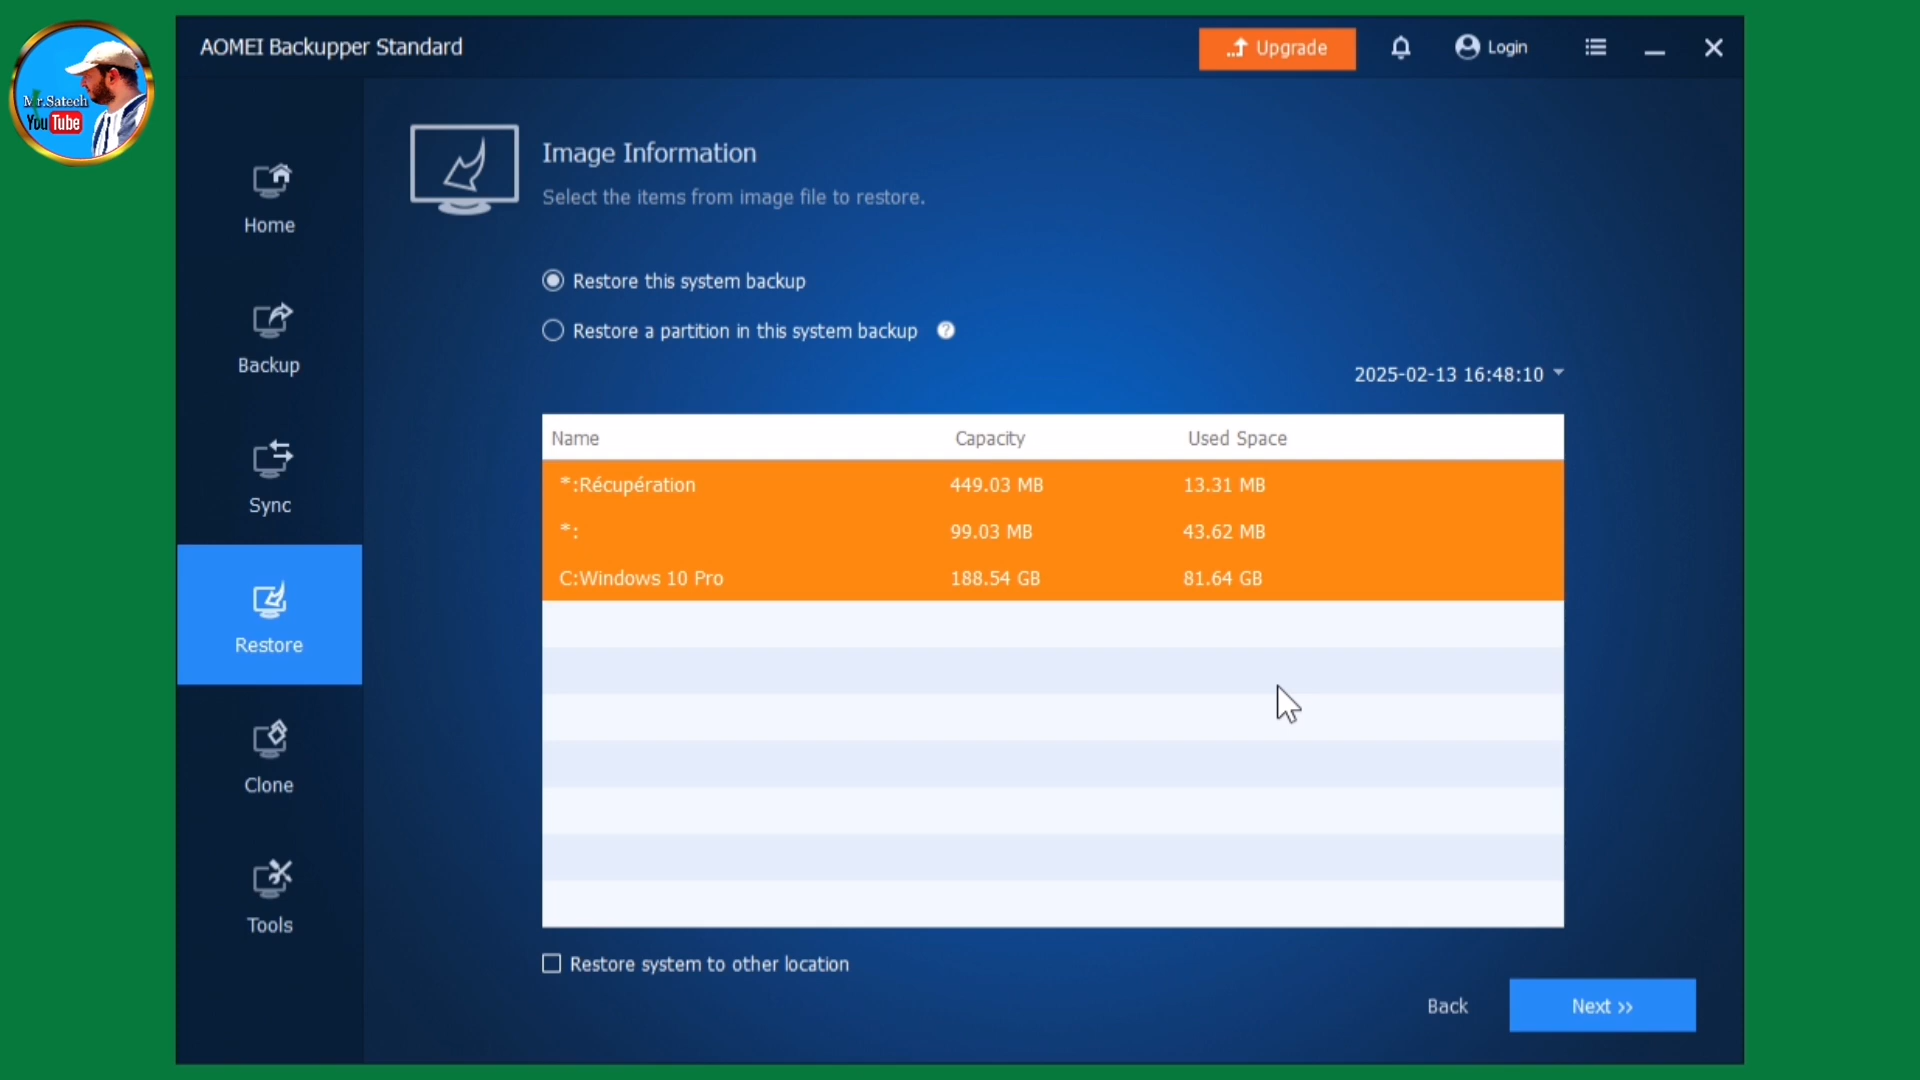 AOMEI Backupper Standard
Upgrade
Login
Mr.Satech
YouTube
Home
Backup
Sync
Restore
Clone
Tools
Image Information
Select the items from image file to restore.
Restore this system backup
Restore a partition in this system backup ?
2025-02-13 16:48:10
Name Capacity Used Space
*:Récupération 449.03 MB 13.31 MB
*: 99.03 MB 43.62 MB
C:Windows 10 Pro 188.54 GB 81.64 GB
Restore system to other location
Back Next >>